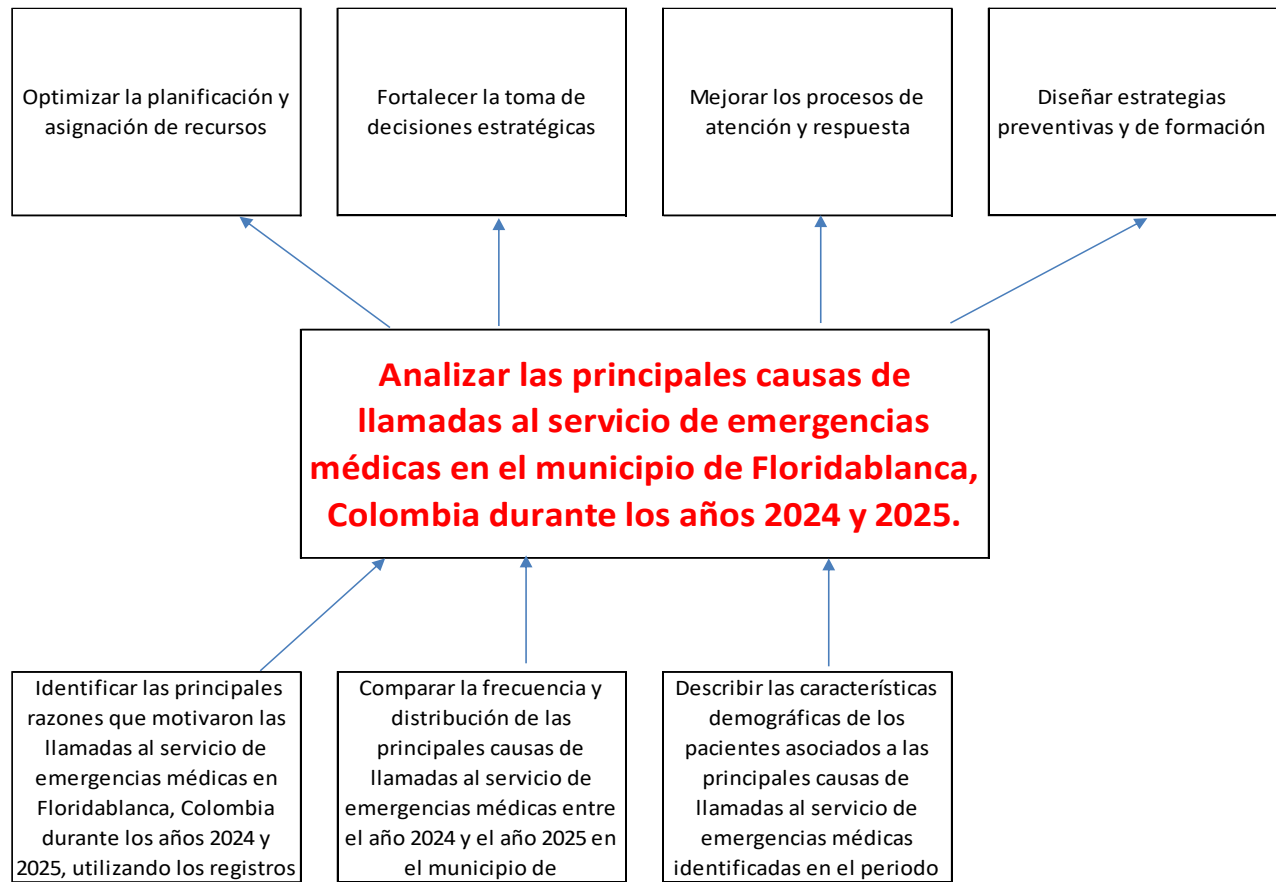 Optimizar la planificación y
asignación de recursos
Fortalecer la toma de
decisiones estratégicas
Mejorar los procesos de
atención y respuesta
Diseñar estrategias
preventivas y de formación
Analizar las principales causas de
llamadas al servicio de emergencias
médicas en el municipio de Floridablanca,
Colombia durante los años 2024 y 2025.
Identificar las principales
razones que motivaron las
llamadas al servicio de
emergencias médicas en
Floridablanca, Colombia
durante los años 2024 y
2025, utilizando los registros
Comparar la frecuencia y
distribución de las
principales causas de
llamadas al servicio de
emergencias médicas entre
el año 2024 y el año 2025 en
el municipio de
Describir las características
demográficas de los
pacientes asociados a las
principales causas de
llamadas al servicio de
emergencias médicas
identificadas en el periodo